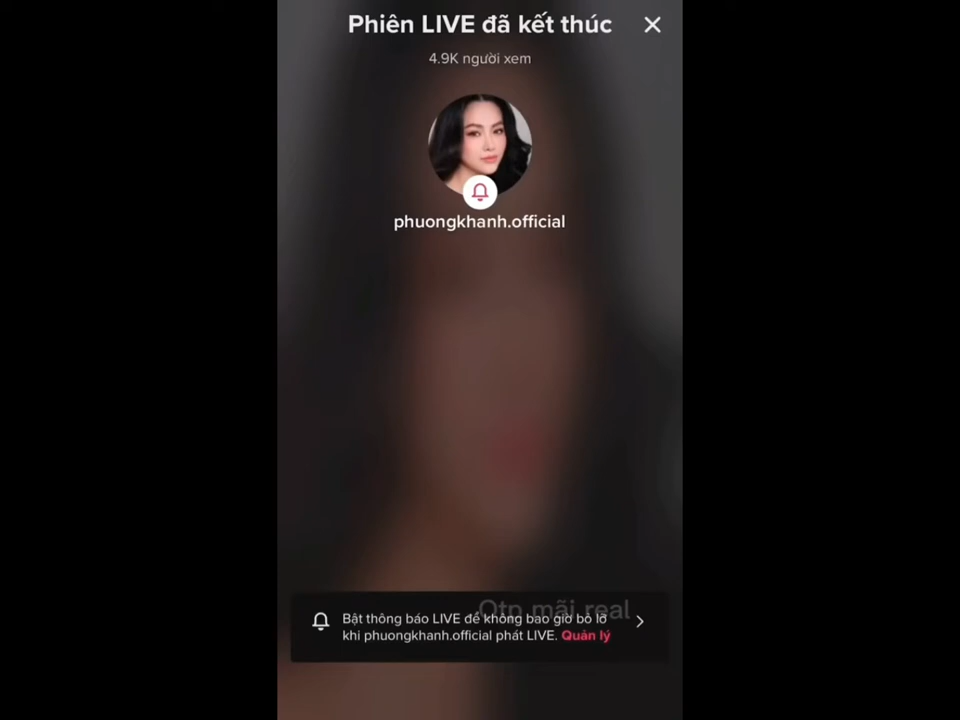 Phiên LIVE đã kết thúc
4.9K người xem
phuongkhanh.official
Otp mãi real
Bật thông báo LIVE để không bao giờ bỏ lỡ
khi phuongkhanh.official phát LIVE. Quản lý